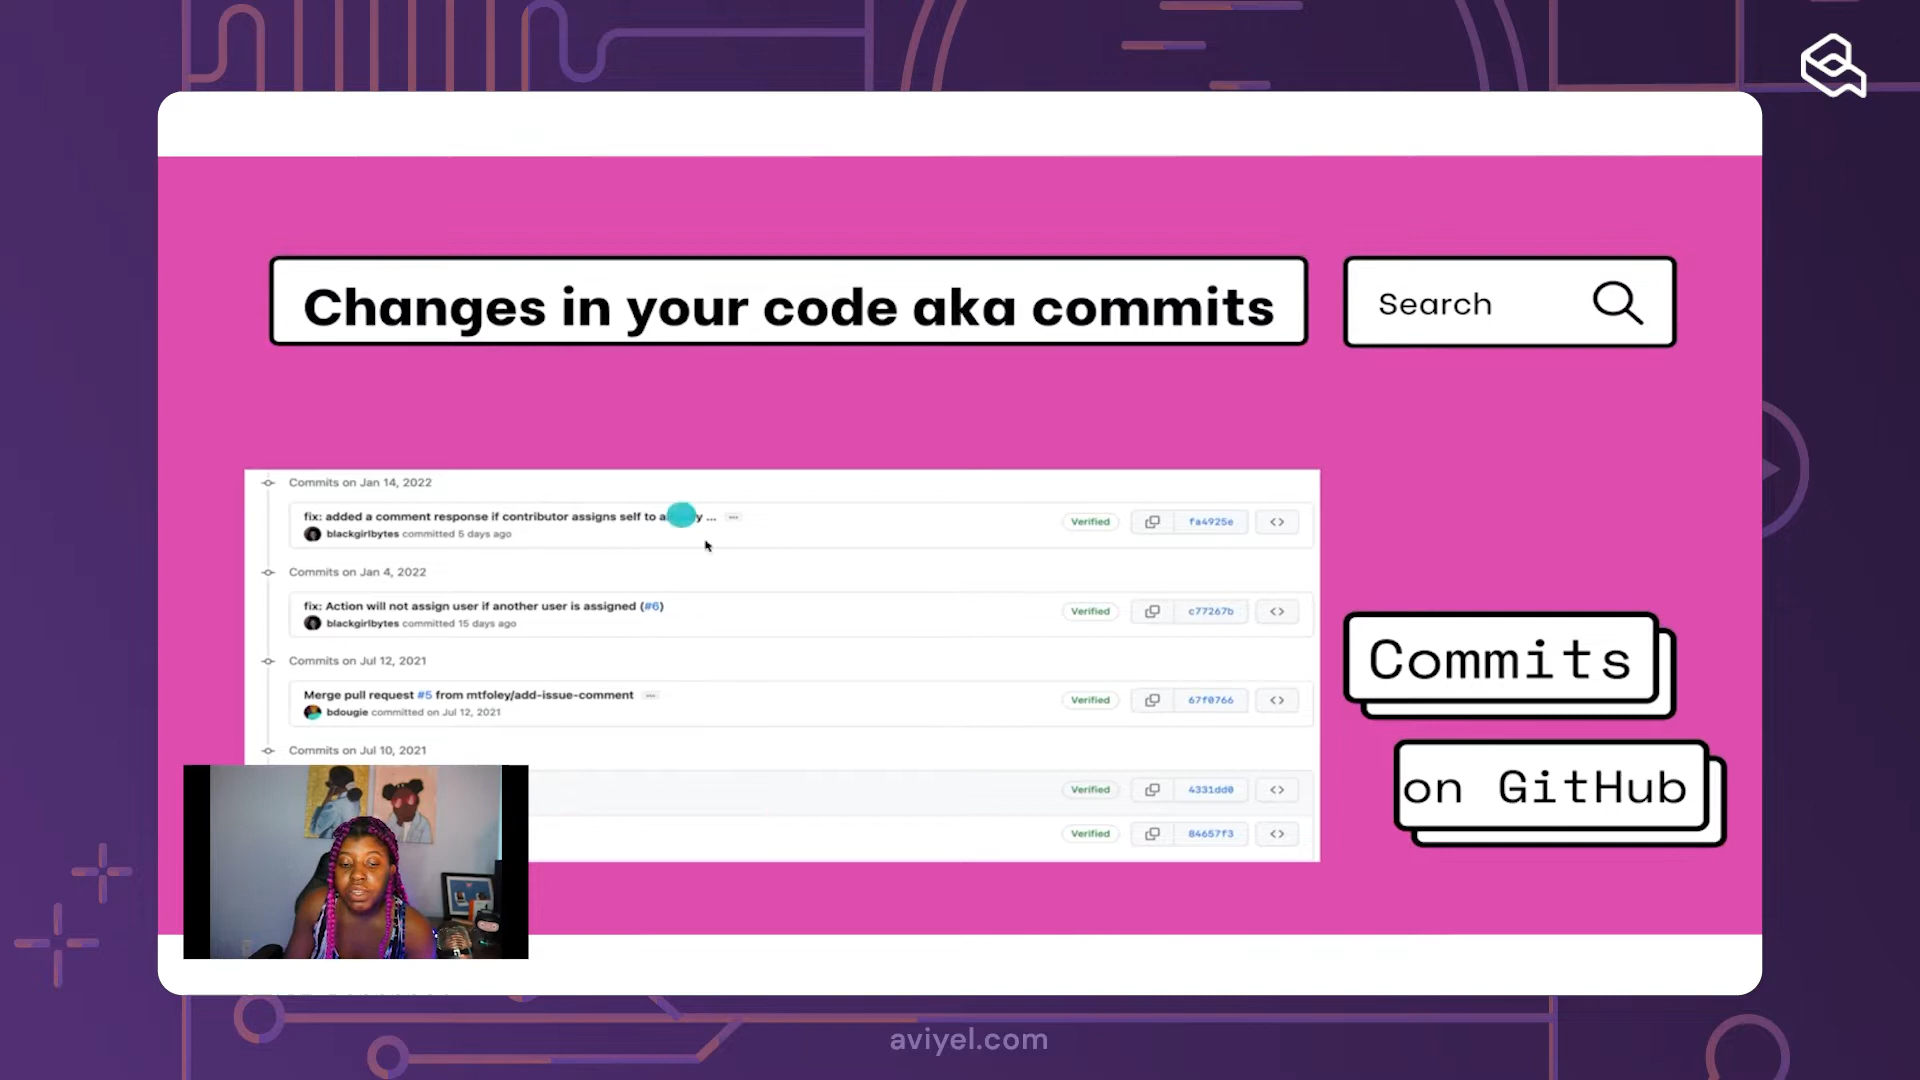 Changes in your code aka commits
Search
Commits on Jan 14, 2022
fix: added a comment response if contributor assigns self to ...
blackgirlbytes committed 5 days ago
Verified
fa4925e
Commits on Jan 4, 2022
fix: Action will not assign user if another user is assigned (#6)
blackgirlbytes committed 15 days ago
Verified
c77267b
Commits on Jul 12, 2021
Merge pull request #5 from mtfoley/add-issue-comment
bdougie committed on Jul 12, 2021
Verified
67f0766
Commits on Jul 10, 2021
Verified
4331dd0
Verified
84657f3
Commits
on GitHub
aviyel.com